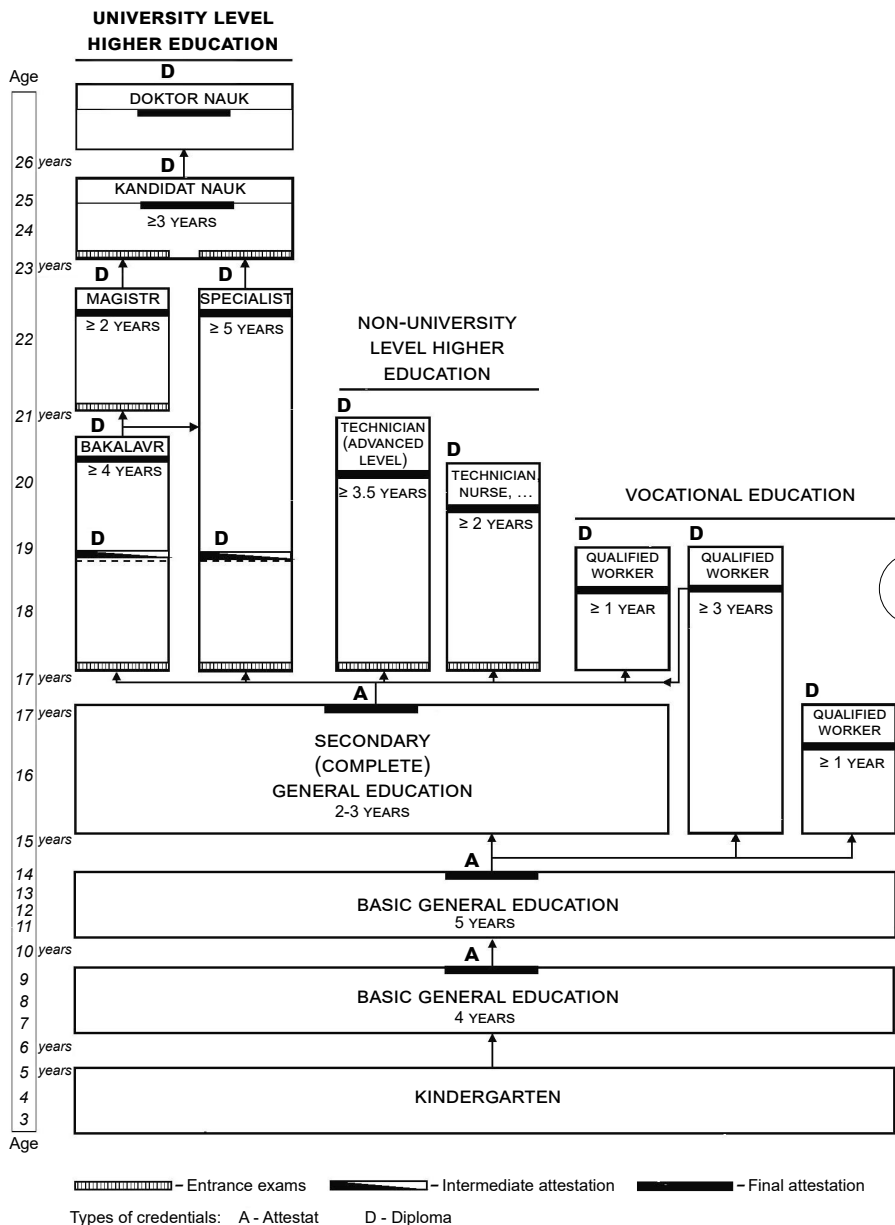 UNIVERSITY LEVEL
HIGHER EDUCATION
Age
D
DOKTOR NAUK
26 years
D
KANDIDAT NAUK
25
≥3 YEARS
24
23 years
D
D
MAGISTR
SPECIALIST
≥ 2 YEARS
≥ 5 YEARS
22
NON-UNIVERSITY
LEVEL HIGHER
EDUCATION
21 years
D
D
TECHNICIAN
(ADVANCED
LEVEL)
≥ 3.5 YEARS
BAKALAVR
≥ 4 YEARS
D
TECHNICIAN,
NURSE, ...
≥ 2 YEARS
20
VOCATIONAL EDUCATION
19
D
D
D
QUALIFIED
WORKER
≥ 1 YEAR
D
QUALIFIED
WORKER
≥ 3 YEARS
18
17 years
A
D
17 years
QUALIFIED
WORKER
≥ 1 YEAR
SECONDARY
(COMPLETE)
GENERAL EDUCATION
2-3 YEARS
16
15 years
A
14
13
12
11
BASIC GENERAL EDUCATION
5 YEARS
10 years
A
9
8
7
BASIC GENERAL EDUCATION
4 YEARS
6 years
5 years
4
3
KINDERGARTEN
Age
– Entrance exams
– Intermediate attestation
– Final attestation
Types of credentials: A - Attestat D - Diploma